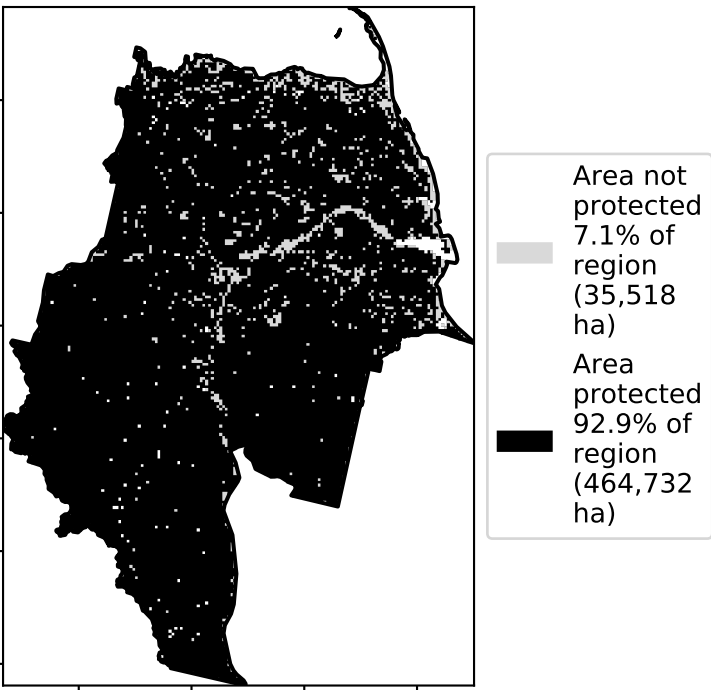 Area not
protected
7.1% of
region
(35,518
ha)
Area
protected
92.9% of
region
(464,732
ha)